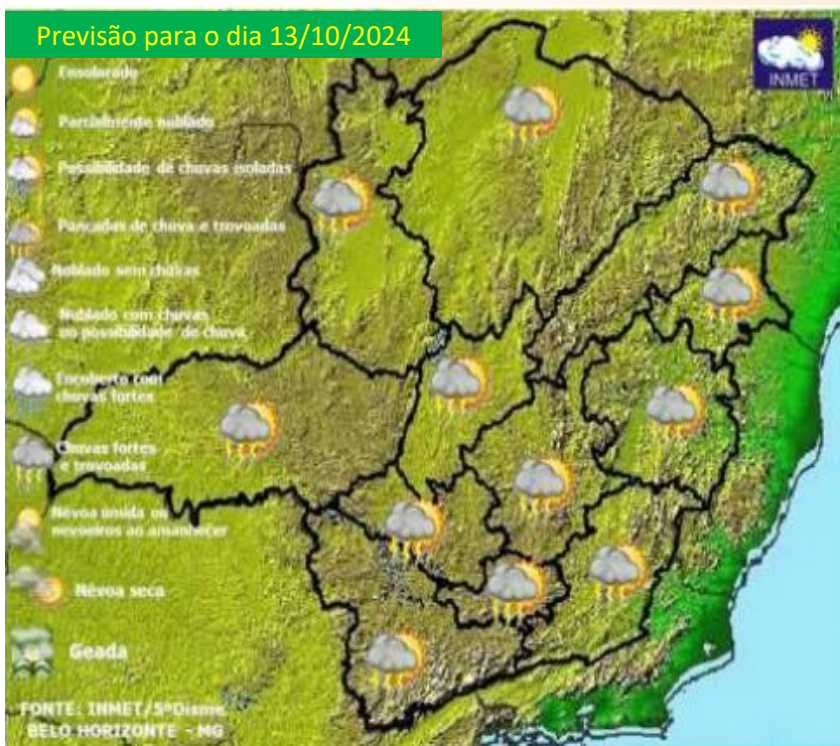 Previsão para o dia 13/10/2024
INMET
Ensolarado
Parcialmente nublado
Possibilidade de chuvas isoladas
Pancadas de chuva e trovoadas
Nublado sem chuvas
Nublado com chuvas
ou possibilidade de chuva
Encoberto com
chuvas fortes
Chuvas fortes
e trovoadas
Névoa úmida ou
nevoeiros ao amanhecer
Névoa seca
Geada
FONTE: INMET/5ºDisme
BELO HORIZONTE - MG